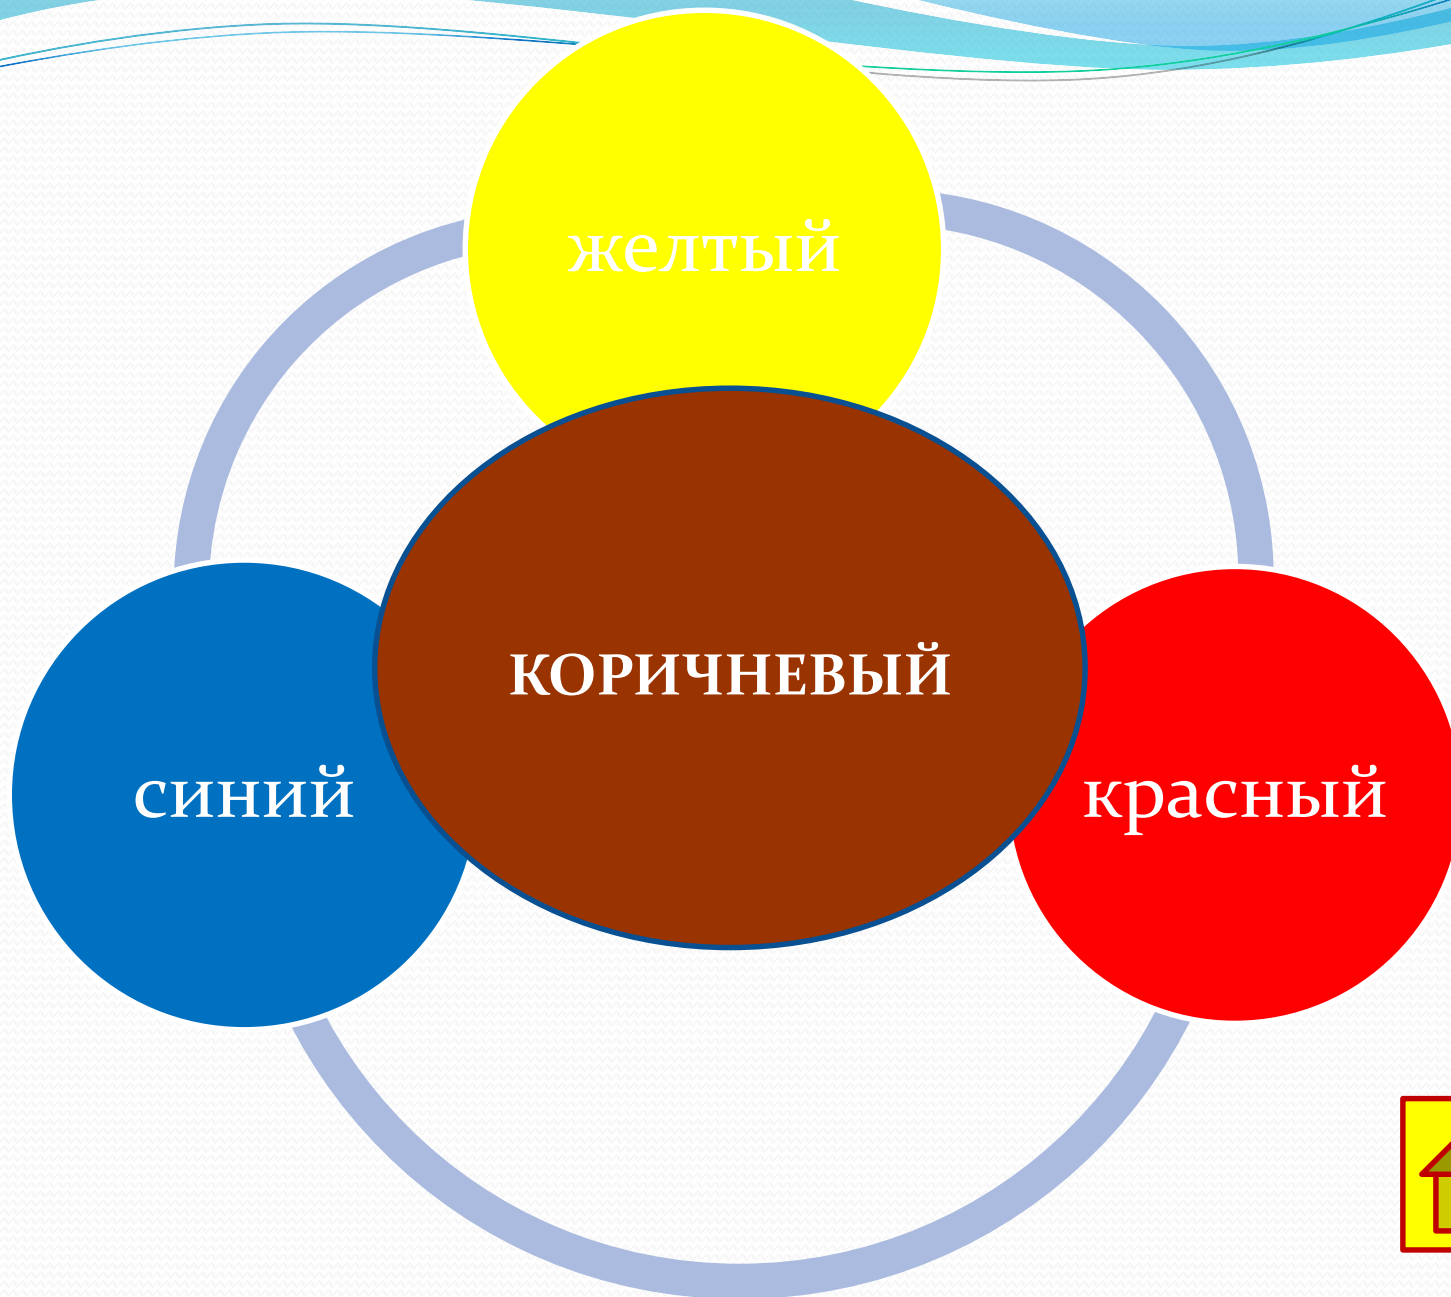 желтый
коричневый
синий
красный